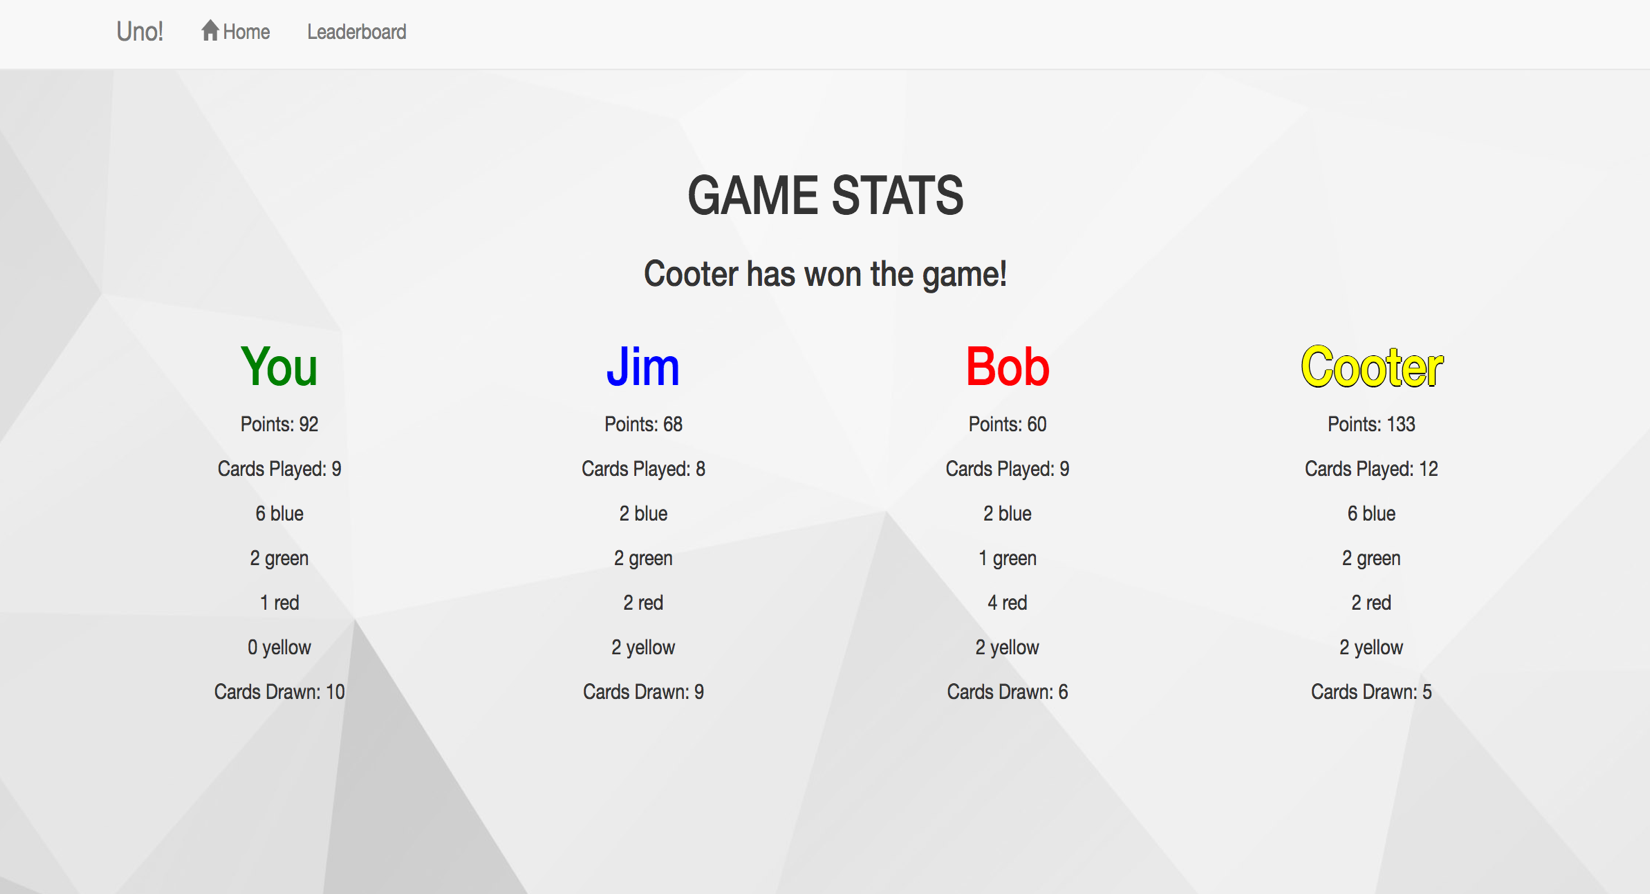 Uno! Home Leaderboard
GAME STATS
Cooter has won the game!
You Jim Bob Cooter
Points: 92 Points: 68 Points: 60 Points: 133
Cards Played: 9 Cards Played: 8 Cards Played: 9 Cards Played: 12
6 blue 2 blue 2 blue 6 blue
2 green 2 green 1 green 2 green
1 red 2 red 4 red 2 red
0 yellow 2 yellow 2 yellow 2 yellow
Cards Drawn: 10 Cards Drawn: 9 Cards Drawn: 6 Cards Drawn: 5